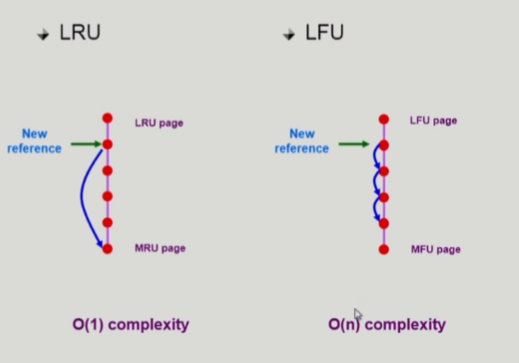 LRU
LFU
LRU page
LFU page
New
reference
New
reference
MRU page
MFU page
O(1) complexity
O(n) complexity